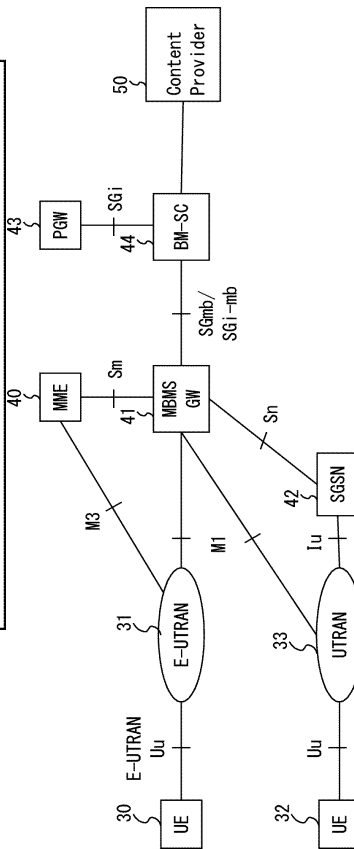 40
MME
43
PGW
Sm
SGi
M3
30
UE
E-UTRAN
Uu
31
E-UTRAN
41
MBMS
GW
SGmb/
SGi-mb
44
BM-SC
50
Content
Provider
M1
Sn
32
UE
Uu
33
UTRAN
Iu
42
SGSN